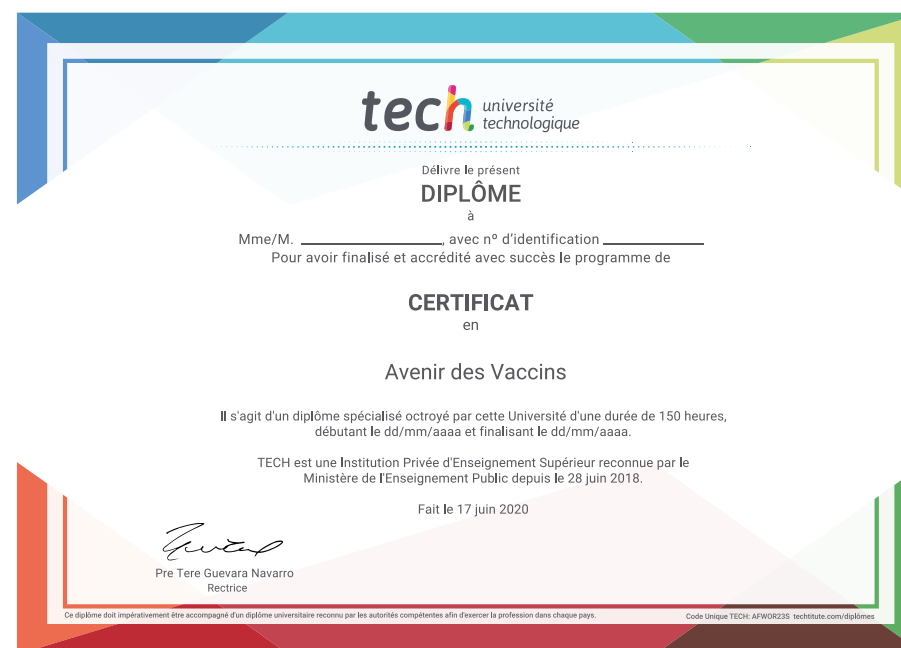 tech université
technologique
Délivre le présent
DIPLÔME
à
Mme/M. ____________________, avec nº d'identification ______________
Pour avoir finalisé et accrédité avec succès le programme de
CERTIFICAT
en
Avenir des Vaccins
Il s'agit d'un diplôme spécialisé octroyé par cette Université d'une durée de 150 heures,
débutant le dd/mm/aaaa et finalisant le dd/mm/aaaa.
TECH est une Institution Privée d'Enseignement Supérieur reconnue par le
Ministère de l'Enseignement Public depuis le 28 juin 2018.
Fait le 17 juin 2020
Pre Tere Guevara Navarro
Rectrice
Ce diplôme doit impérativement être accompagné d'un diplôme universitaire reconnu par les autorités compétentes afin d'exercer la profession dans chaque pays.
Code Unique TECH: AFWOR23S techtitute.com/diplômes